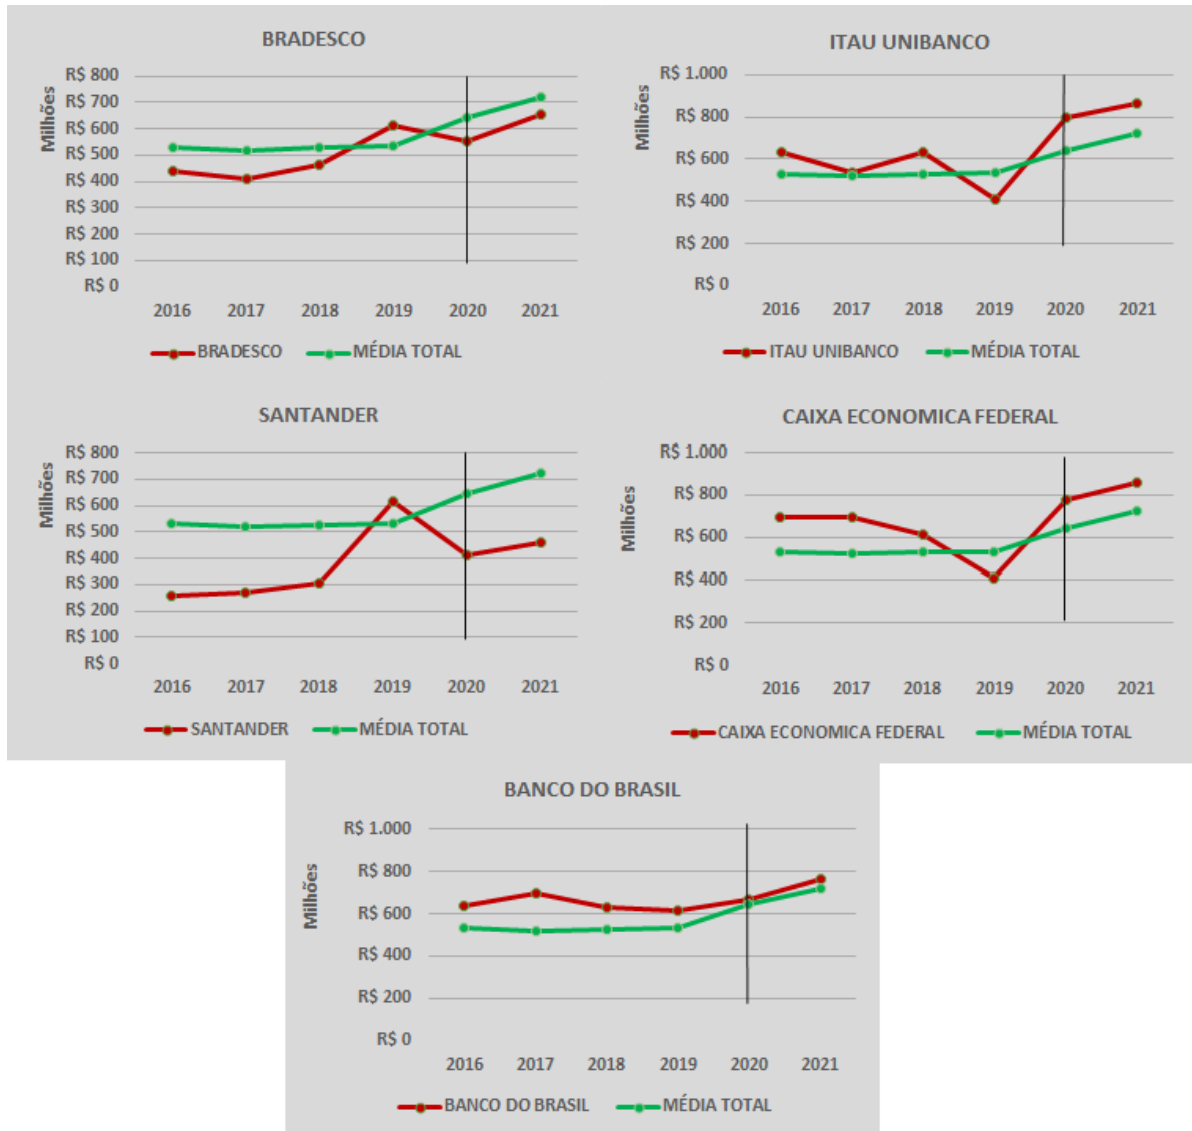 BRADESCO
Milhões
R$ 800
R$ 700
R$ 600
R$ 500
R$ 400
R$ 300
R$ 200
R$ 100
R$ 0
2016 2017 2018 2019 2020 2021
BRADESCO MÉDIA TOTAL
ITAU UNIBANCO
Milhões
R$ 1.000
R$ 800
R$ 600
R$ 400
R$ 200
R$ 0
2016 2017 2018 2019 2020 2021
ITAU UNIBANCO MÉDIA TOTAL
SANTANDER
Milhões
R$ 800
R$ 700
R$ 600
R$ 500
R$ 400
R$ 300
R$ 200
R$ 100
R$ 0
2016 2017 2018 2019 2020 2021
SANTANDER MÉDIA TOTAL
CAIXA ECONOMICA FEDERAL
Milhões
R$ 1.000
R$ 800
R$ 600
R$ 400
R$ 200
R$ 0
2016 2017 2018 2019 2020 2021
CAIXA ECONOMICA FEDERAL MÉDIA TOTAL
BANCO DO BRASIL
Milhões
R$ 1.000
R$ 800
R$ 600
R$ 400
R$ 200
R$ 0
2016 2017 2018 2019 2020 2021
BANCO DO BRASIL MÉDIA TOTAL